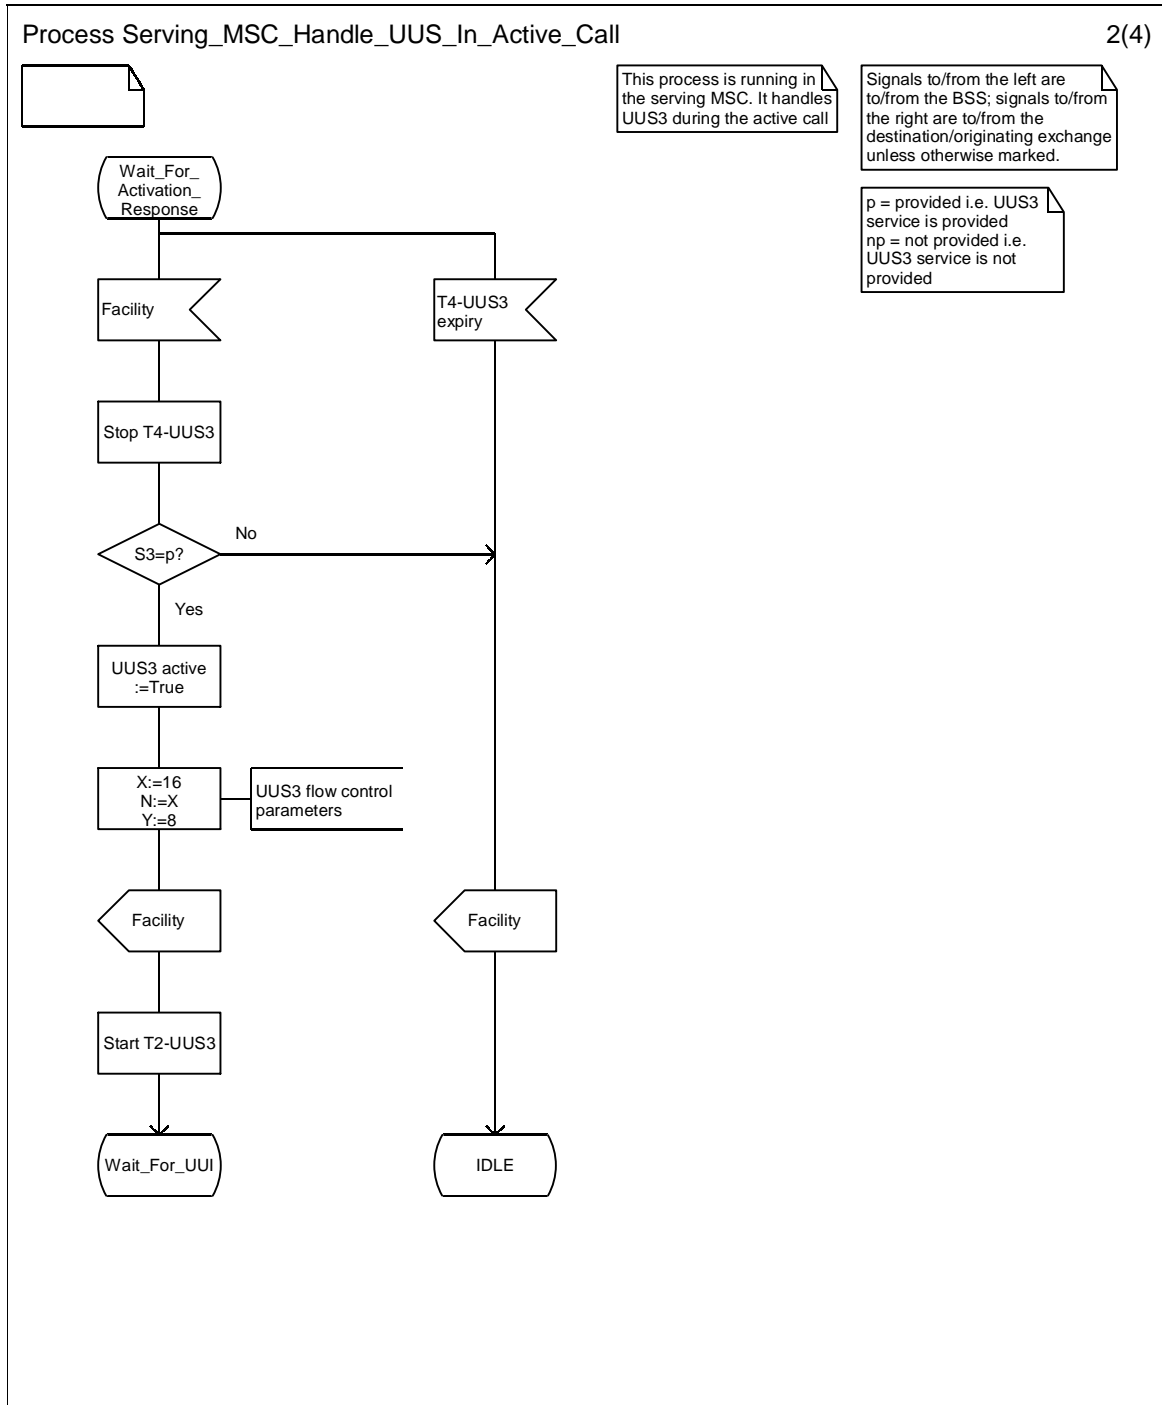 Process Serving_MSC_Handle_UUS_In_Active_Call
2(4)
This process is running in
the serving MSC. It handles
UUS3 during the active call
Signals to/from the left are
to/from the BSS; signals to/from
the right are to/from the
destination/originating exchange
unless otherwise marked.
p = provided i.e. UUS3
service is provided
np = not provided i.e.
UUS3 service is not
provided
Wait_For_
Activation_
Response
Facility
T4-UUS3
expiry
Stop T4-UUS3
S3=p?
No
Yes
UUS3 active
:=True
X:=16
N:=X
Y:=8
UUS3 flow control
parameters
Facility
Facility
Start T2-UUS3
Wait_For_UUI
IDLE